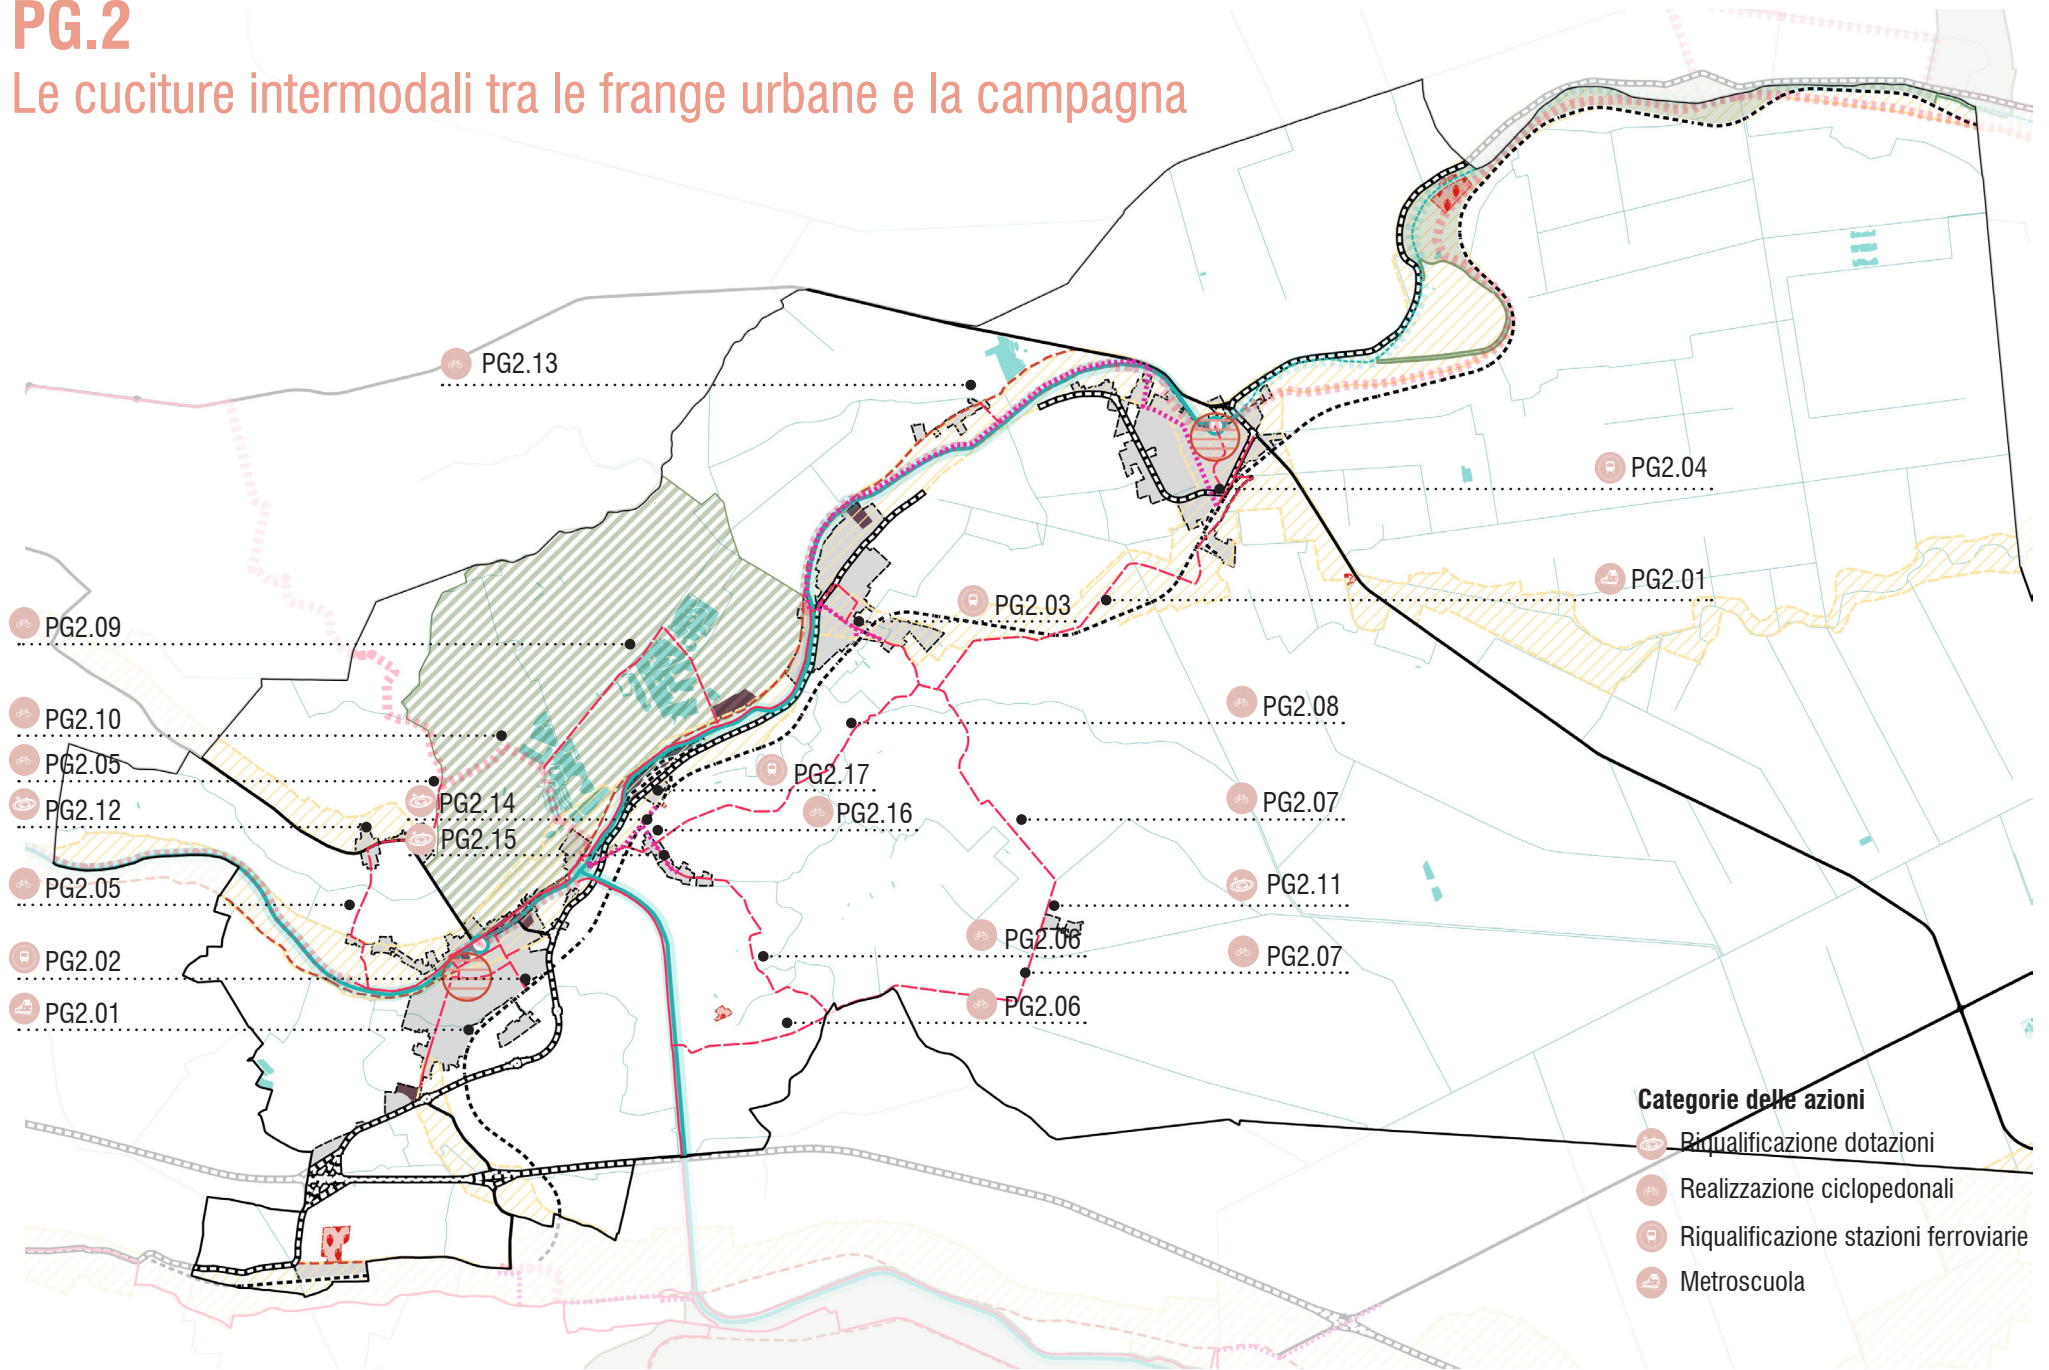 PG.2
Le cuciture intermodali tra le frange urbane e la campagna
PG2.13
PG2.04
PG2.01
PG2.03
PG2.09
PG2.10
PG2.08
PG2.05
PG2.17
PG2.12
PG2.14
PG2.16
PG2.07
PG2.15
PG2.05
PG2.11
PG2.06
PG2.07
PG2.02
PG2.06
PG2.01
Categorie delle azioni
Riqualificazione dotazioni
Realizzazione ciclopedonali
Riqualificazione stazioni ferroviarie
Metroscuola